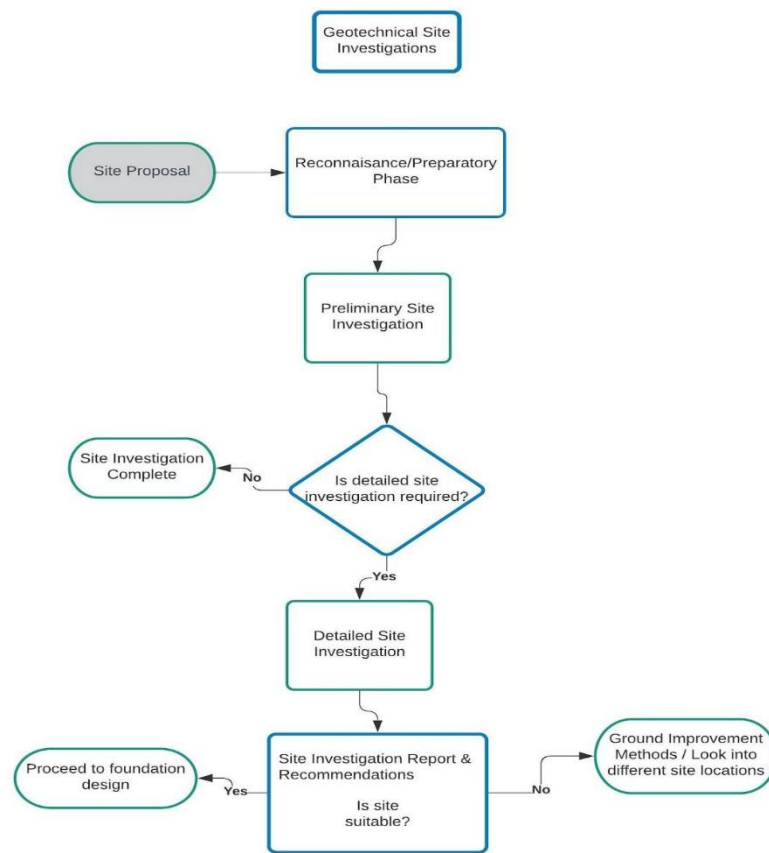 Geotechnical Site
Investigations
Site Proposal
Reconnaisance/Preparatory
Phase
Preliminary Site
Investigation
Site Investigation
Complete
No
Is detailed site
investigation required?
Yes
Detailed Site
Investigation
Site Investigation Report &
Recommendations
Is site
suitable?
Proceed to foundation
design
Yes
No
Ground Improvement
Methods / Look into
different site locations